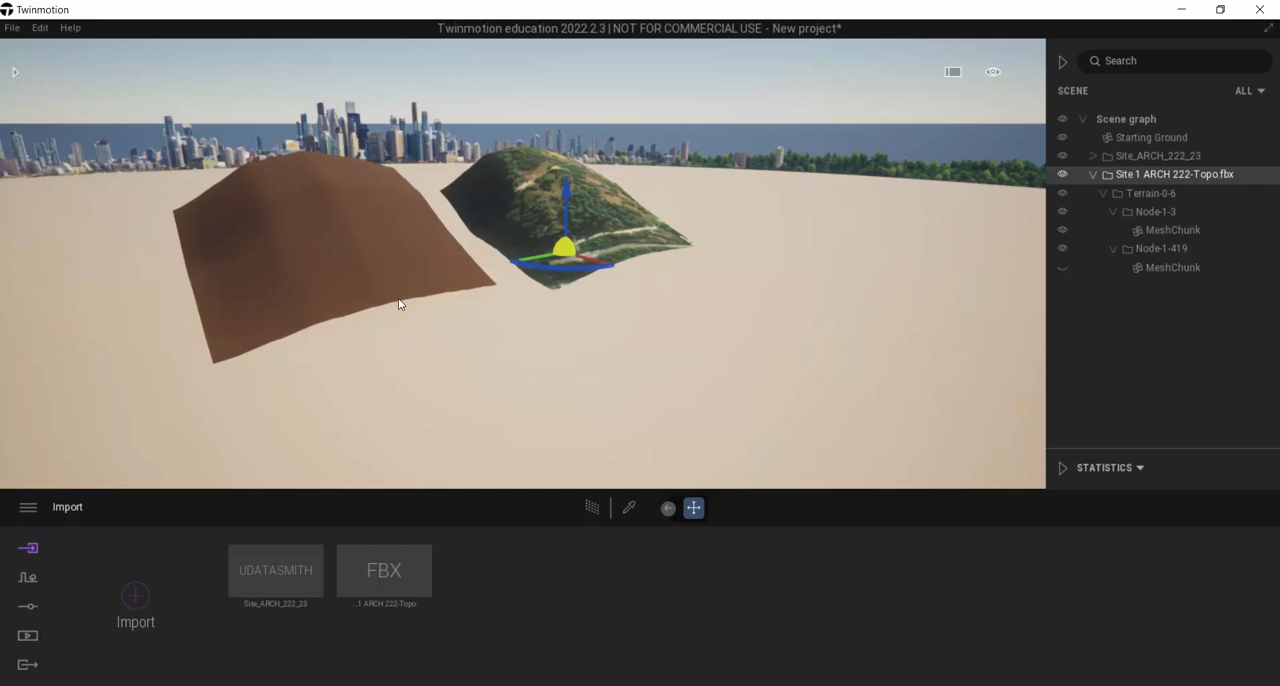 Twinmotion
File Edit Help
Twinmotion education 2022.2.3 | NOT FOR COMMERCIAL USE - New project*
Search
SCENE
ALL
Scene graph
Starting Ground
Site_ARCH_222_23
Site 1 ARCH 222-Topo.fbx
Terrain-0-6
Node-1-3
MeshChunk
Node-1-419
MeshChunk
STATISTICS
Import
UDATASMITH
FBX
Site_ARCH_222_23
...1 ARCH 222-Topo
Import